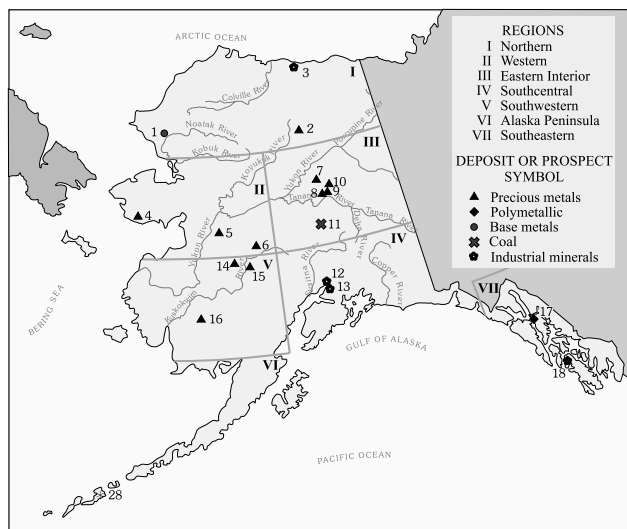 ARCTIC OCEAN
REGIONS
I Northern
II Western
III Eastern Interior
IV Southcentral
V Southwestern
VI Alaska Peninsula
VII Southeastern
DEPOSIT OR PROSPECT
SYMBOL
Precious metals
Polymetallic
Base metals
Coal
Industrial minerals
3
I
Colville River
Noatak River
1
2
Kobuk River
Koyukuk River
Porcupine River
III
II
Yukon River
7
10
8
9
Tanana River
4
11
Tanana
5
Yukon River
6
Delta River
IV
V
14
15
River
12
13
Copper River
Kuskokwim
16
BERING SEA
VII
17
GULF OF ALASKA
VI
18
PACIFIC OCEAN
28